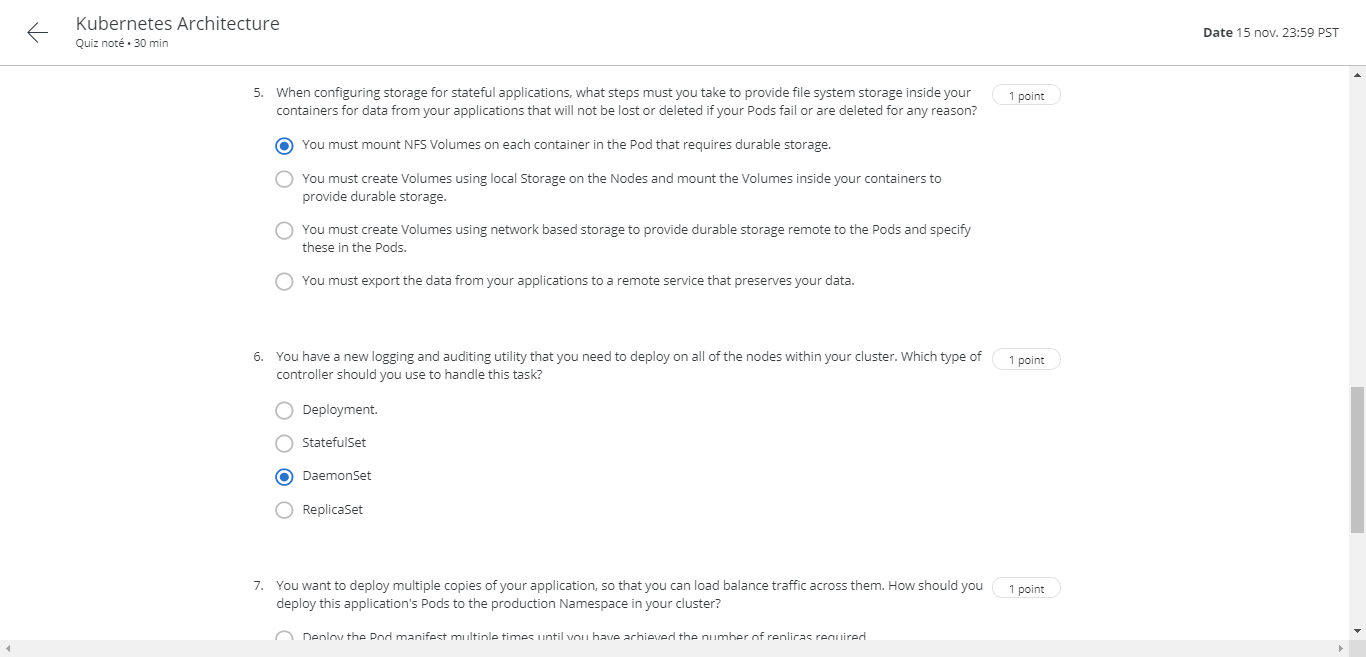 Kubernetes Architecture
Quiz noté • 30 min
Date 15 nov. 23:59 PST
5. When configuring storage for stateful applications, what steps must you take to provide file system storage inside your
containers for data from your applications that will not be lost or deleted if your Pods fail or are deleted for any reason?
1 point
You must mount NFS Volumes on each container in the Pod that requires durable storage.
You must create Volumes using local Storage on the Nodes and mount the Volumes inside your containers to
provide durable storage.
You must create Volumes using network based storage to provide durable storage remote to the Pods and specify
these in the Pods.
You must export the data from your applications to a remote service that preserves your data.
6. You have a new logging and auditing utility that you need to deploy on all of the nodes within your cluster. Which type of
controller should you use to handle this task?
1 point
Deployment.
StatefulSet
DaemonSet
ReplicaSet
7. You want to deploy multiple copies of your application, so that you can load balance traffic across them. How should you
deploy this application's Pods to the production Namespace in your cluster?
1 point
Deploy the Pod manifest multiple times until you have achieved the number of replicas required.